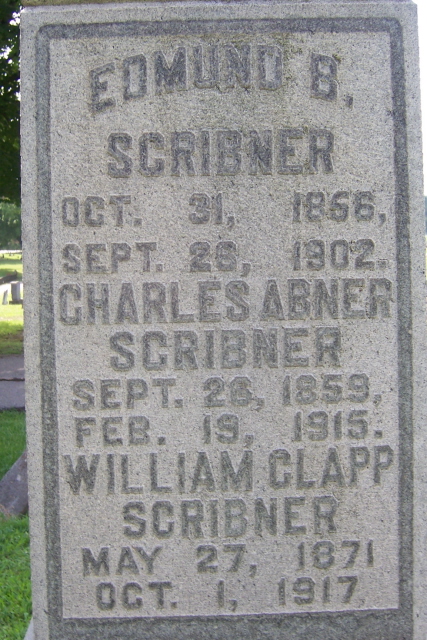 EDMUND B.
SCRIBNER
OCT. 31, 1856,
SEPT. 26, 1902.
CHARLES ABNER
SCRIBNER
SEPT. 26, 1859,
FEB. 19, 1915.
WILLIAM CLAPP
SCRIBNER
MAY 27, 1871
OCT. 1, 1917.